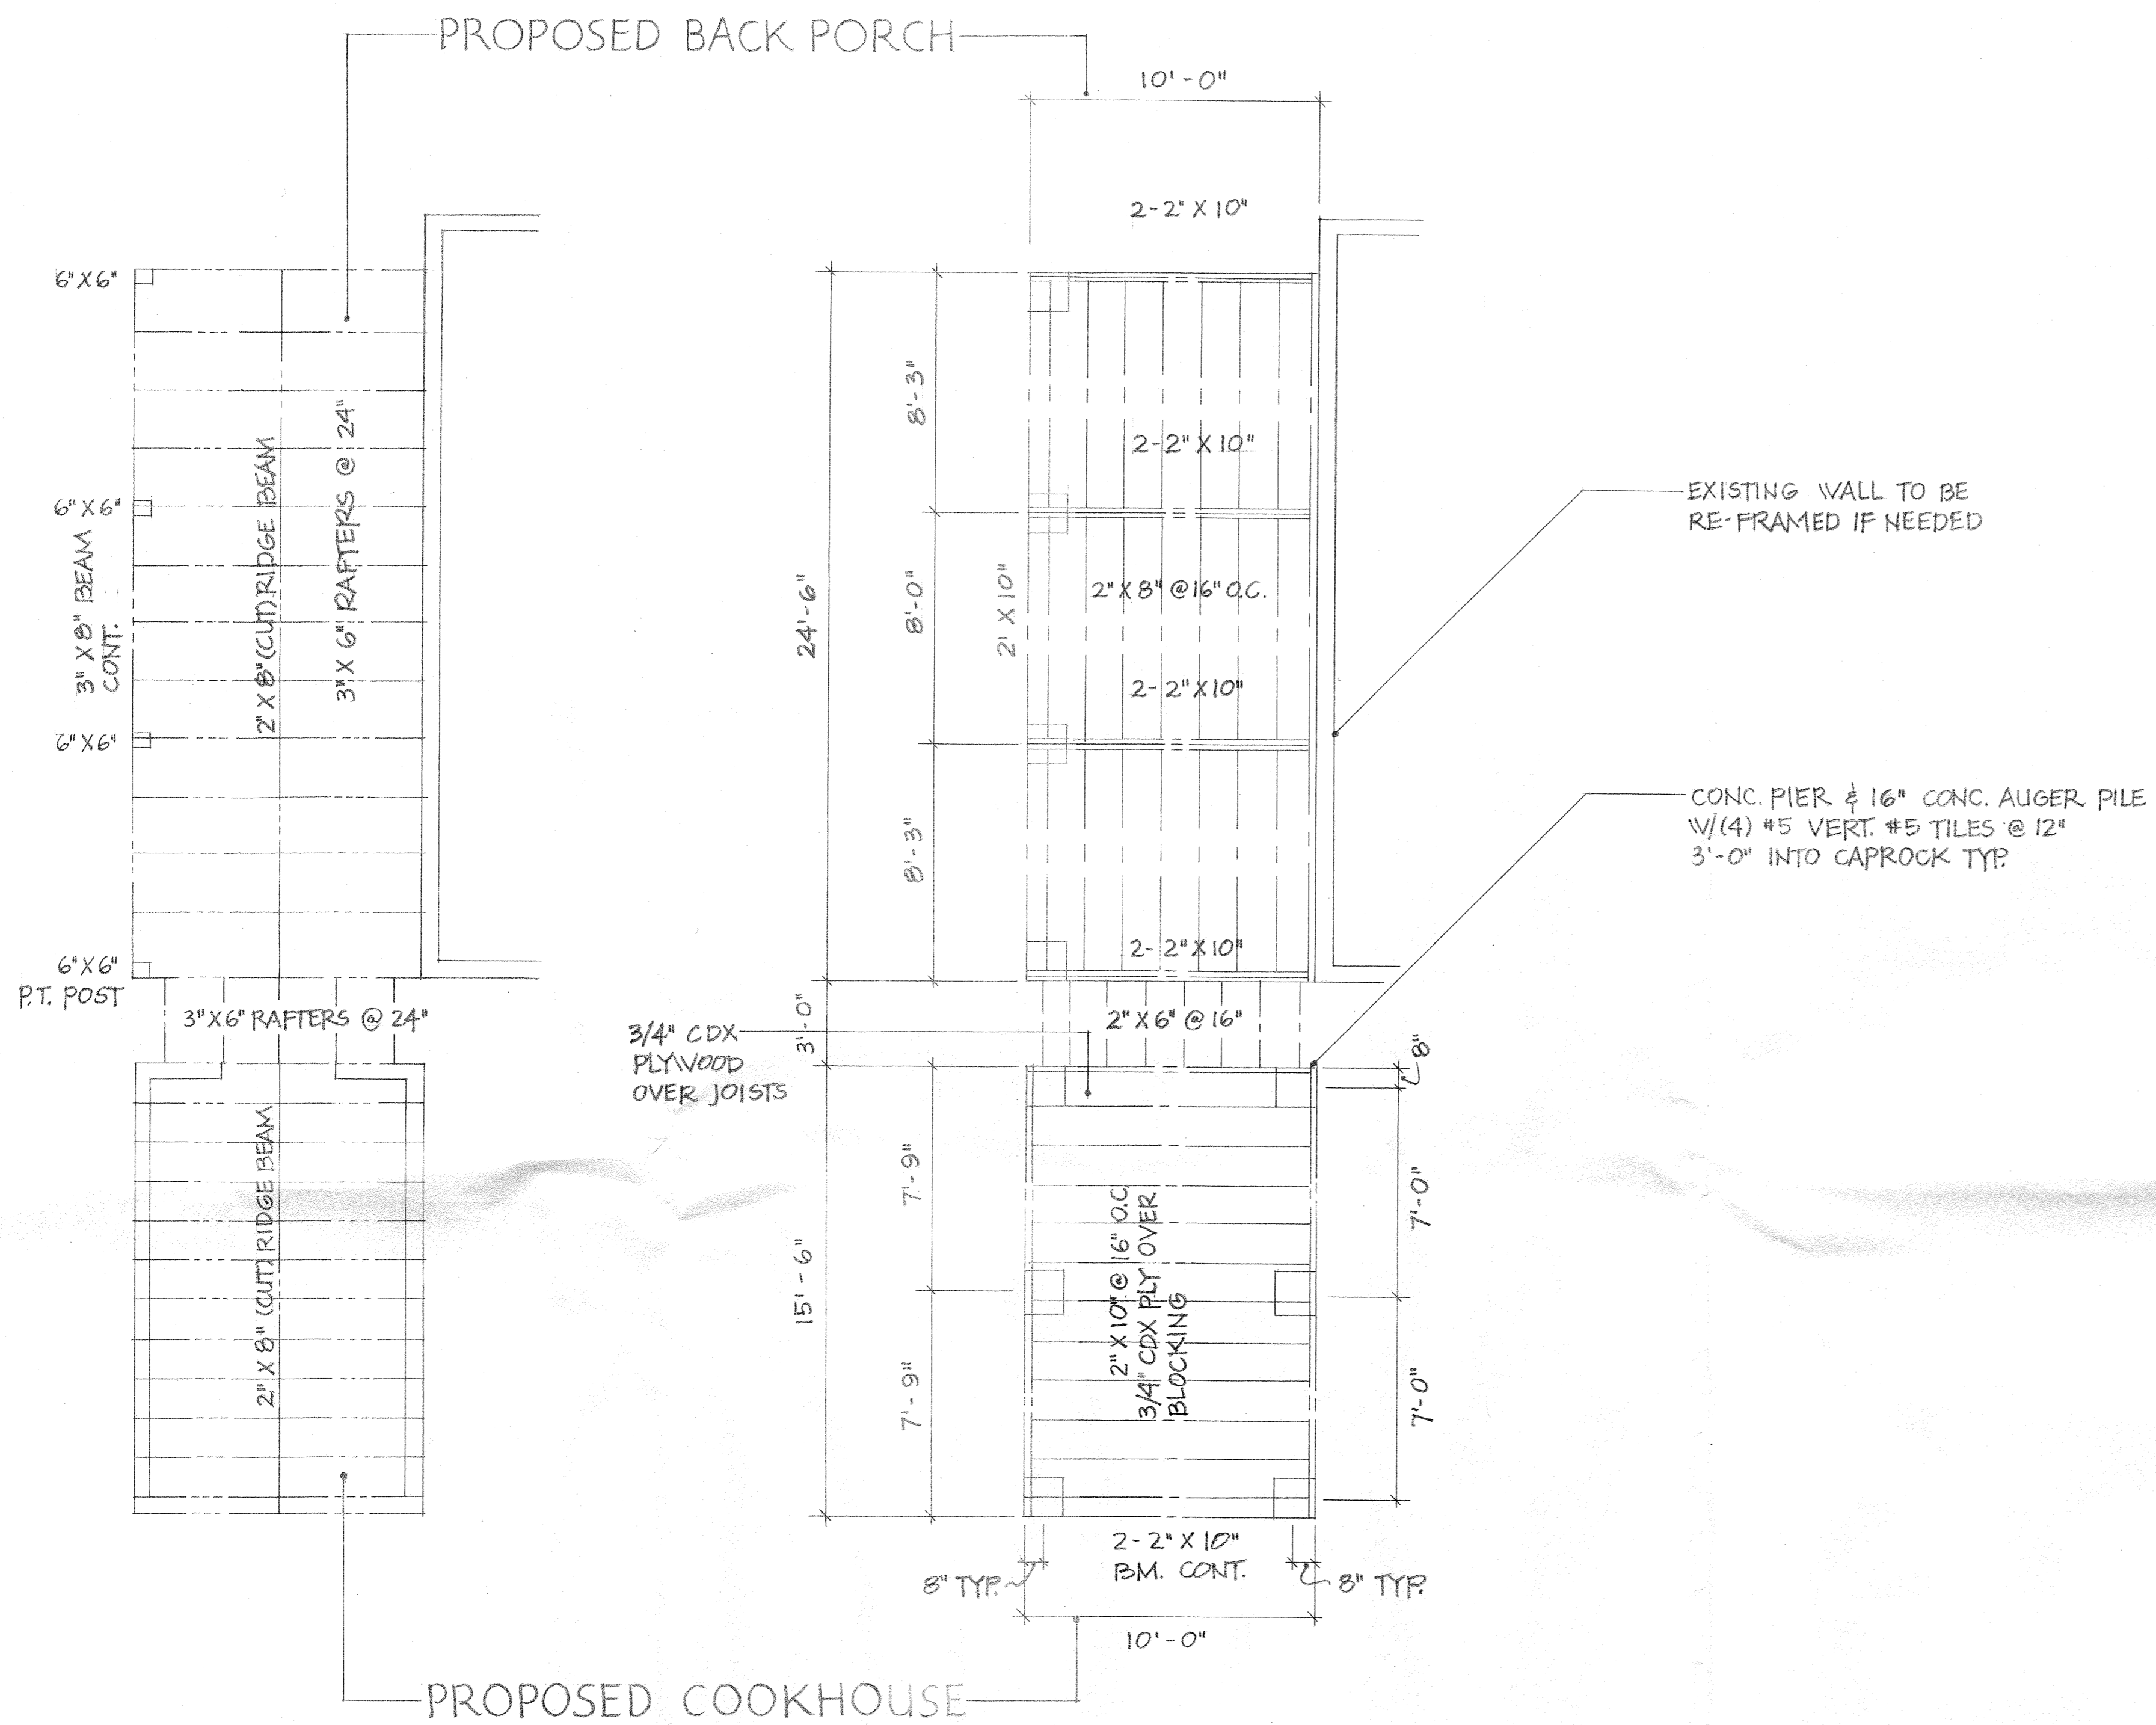 PROPOSED BACK PORCH
10'-0"
2-2" X 10"
6" X 6"
6" X 6"
3" X 8" BEAM
CONT.
6" X 6"
6" X 6"
P.T. POST
2" X 8" (CUT) RIDGE BEAM
3" X 6" RAFTERS @ 24"
3" X 6" RAFTERS @ 24"
2" X 8" (CUT) RIDGE BEAM
24'-6"
8'-3"
8'-0"
8'-3"
2' X 10"
2-2" X 10"
2" X 8" @ 16" O.C.
2-2" X 10"
2-2" X 10"
EXISTING WALL TO BE
RE-FRAMED IF NEEDED
CONC. PIER & 16" CONC. AUGER PILE
W/(4) #5 VERT. #5 TILES @ 12"
3'-0" INTO CAPROCK TYP.
3/4" CDX
PLYWOOD
OVER JOISTS
3'-0"
2" X 6" @ 16"
8"
15'-6"
7'-9"
7'-9"
2" X 10" @ 16" O.C.
3/4" CDX PLY OVER
BLOCKING
7'-0"
7'-0"
2-2" X 10"
BM. CONT.
8" TYP.
8" TYP.
10'-0"
PROPOSED COOKHOUSE